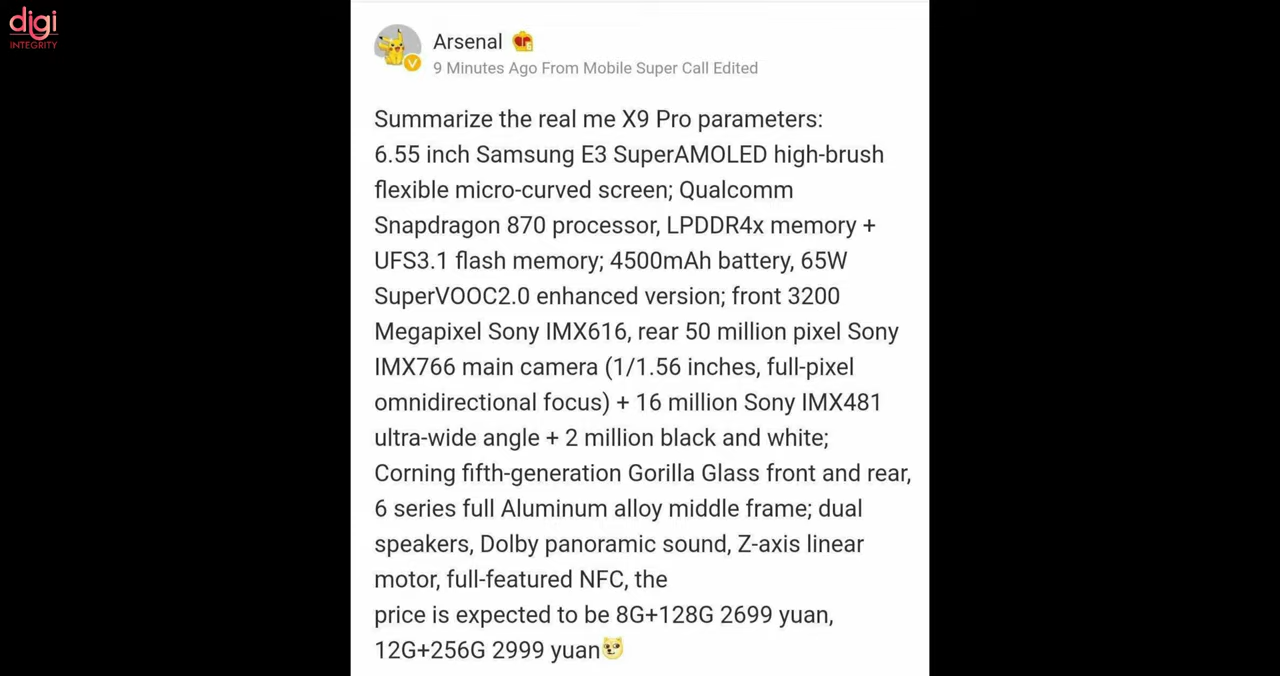 digi
INTEGRITY
Arsenal
9 Minutes Ago From Mobile Super Call Edited
Summarize the real me X9 Pro parameters:
6.55 inch Samsung E3 SuperAMOLED high-brush
flexible micro-curved screen; Qualcomm
Snapdragon 870 processor, LPDDR4x memory +
UFS3.1 flash memory; 4500mAh battery, 65W
SuperVOOC2.0 enhanced version; front 3200
Megapixel Sony IMX616, rear 50 million pixel Sony
IMX766 main camera (1/1.56 inches, full-pixel
omnidirectional focus) + 16 million Sony IMX481
ultra-wide angle + 2 million black and white;
Corning fifth-generation Gorilla Glass front and rear,
6 series full Aluminum alloy middle frame; dual
speakers, Dolby panoramic sound, Z-axis linear
motor, full-featured NFC, the
price is expected to be 8G+128G 2699 yuan,
12G+256G 2999 yuan